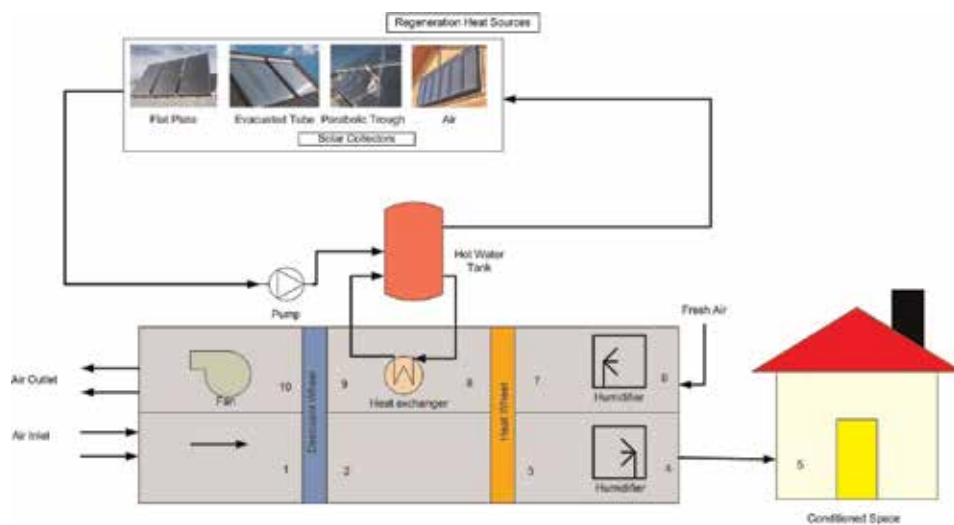 Regeneration Heat Sources
Flat Plate
Evacuated Tube
Parabolic Trough
Air
Solar Collectors
Hot Water
Tank
Pump
Fresh Air
Air Outlet
Fan
10
Desiccant Wheel
9
Heat exchanger
8
Heat Wheel
7
Humidifier
6
Air Inlet
1
2
3
Humidifier
4
5
Conditioned Space